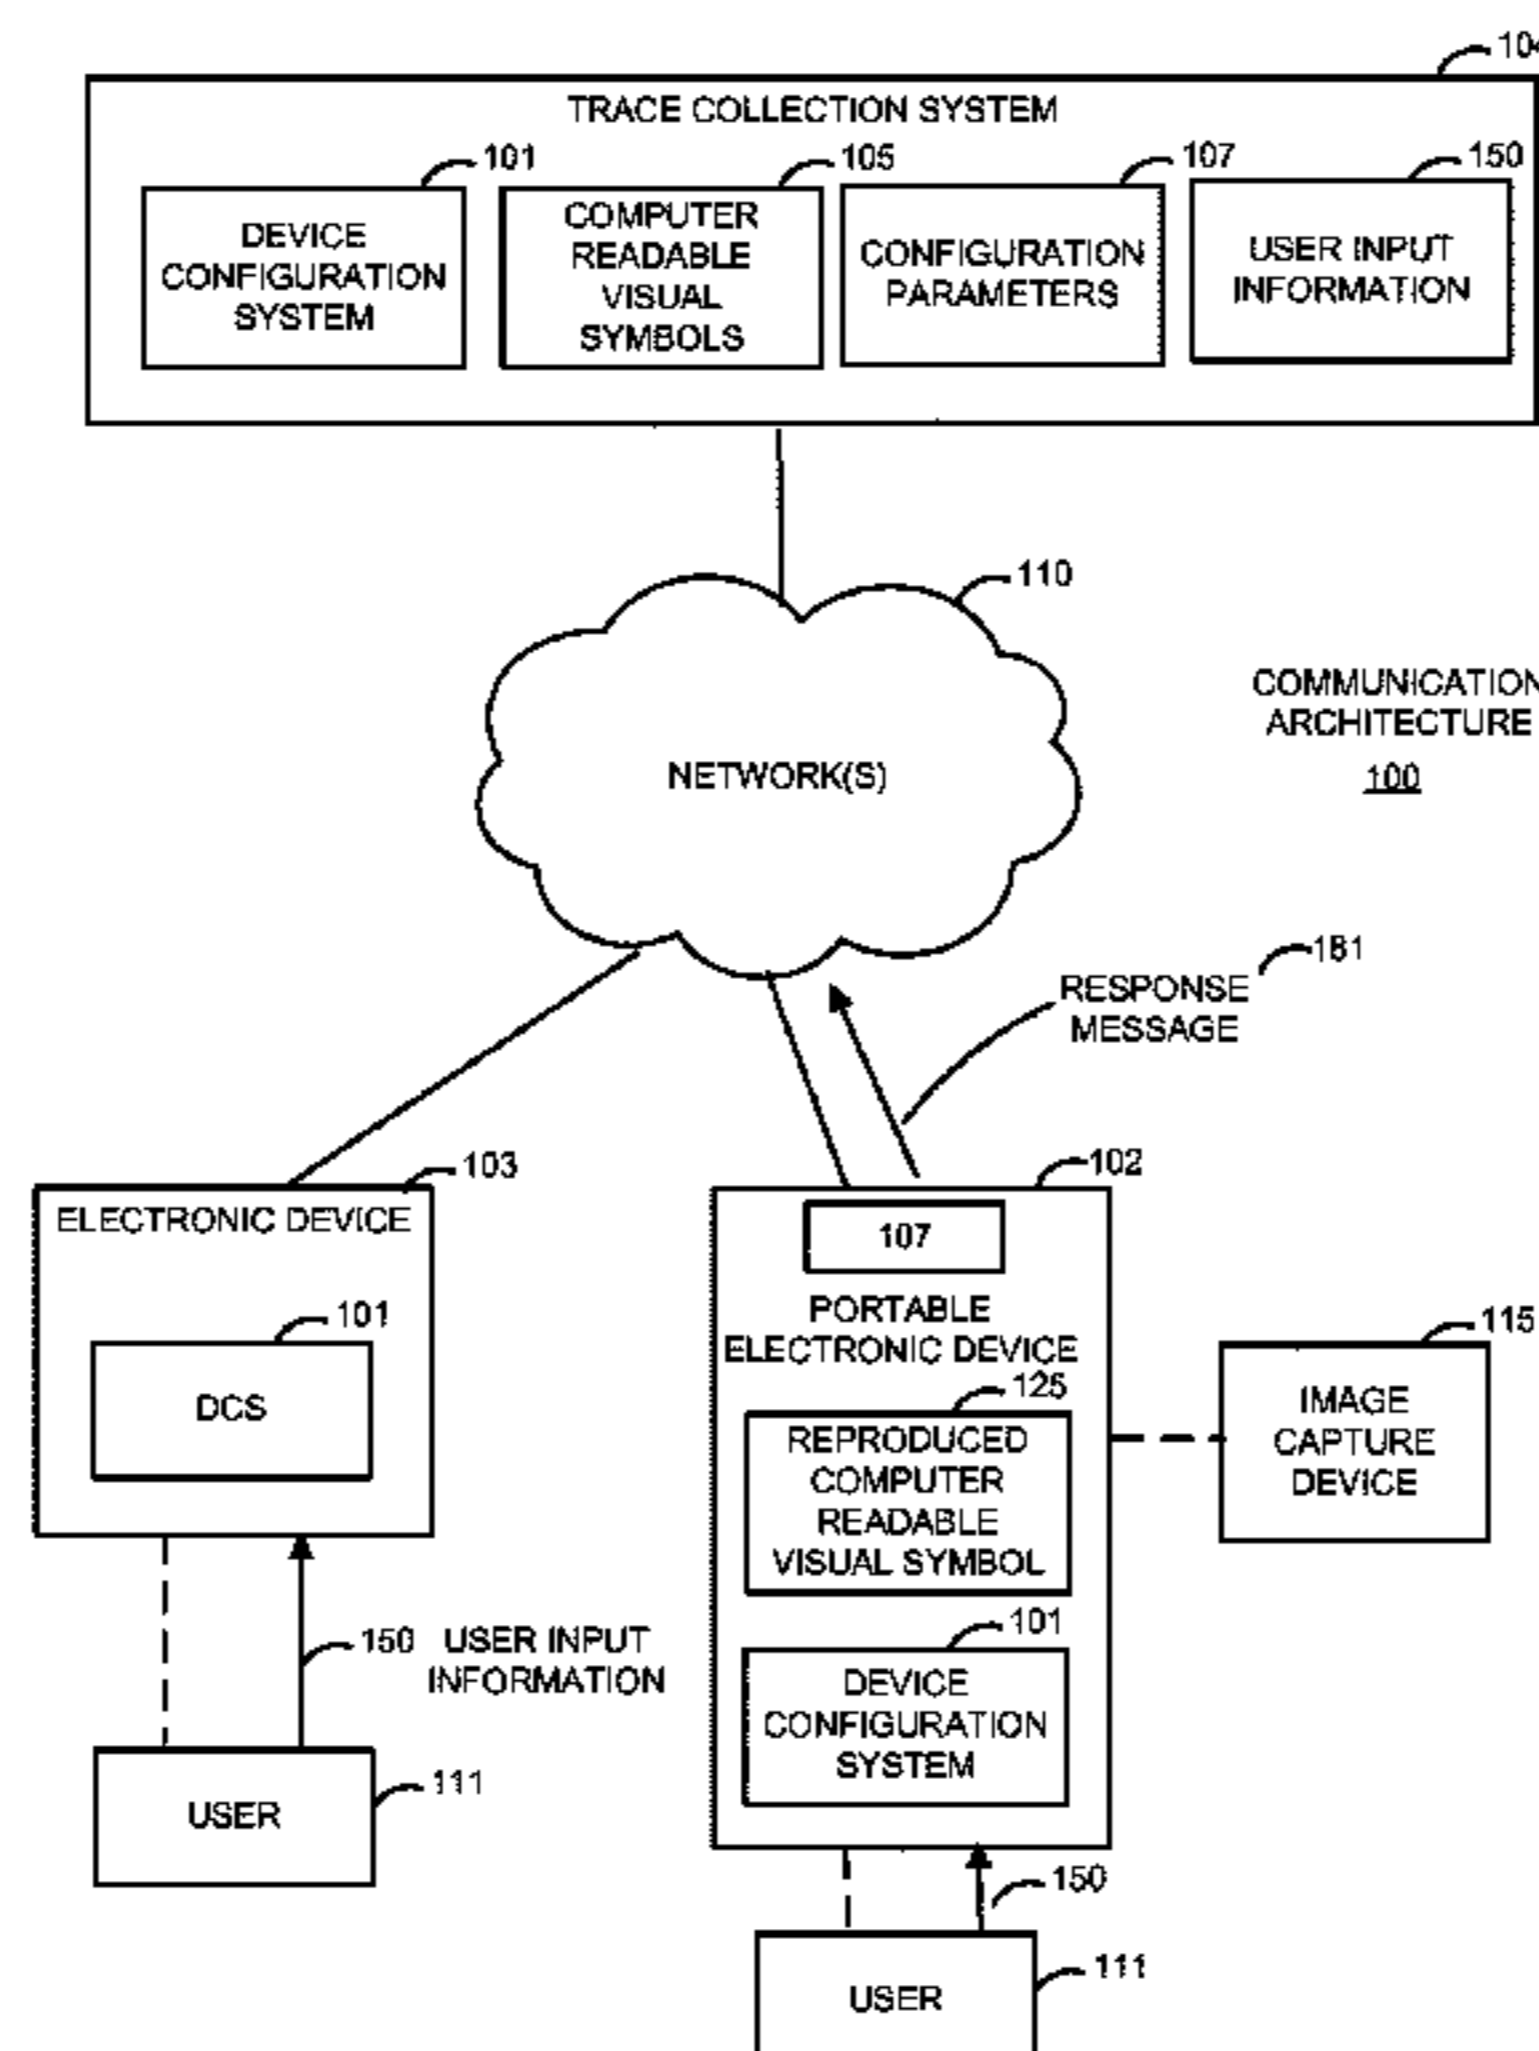 104
TRACE COLLECTION SYSTEM
101
105
107
150
DEVICE
CONFIGURATION
SYSTEM
COMPUTER
READABLE
VISUAL
SYMBOLS
CONFIGURATION
PARAMETERS
USER INPUT
INFORMATION
110
NETWORK(S)
COMMUNICATION
ARCHITECTURE
100
181
RESPONSE
MESSAGE
103
ELECTRONIC DEVICE
101
DCS
102
107
PORTABLE
ELECTRONIC DEVICE
125
REPRODUCED
COMPUTER
READABLE
VISUAL SYMBOL
101
DEVICE
CONFIGURATION
SYSTEM
115
IMAGE
CAPTURE
DEVICE
150
USER INPUT
INFORMATION
111
USER
150
111
USER